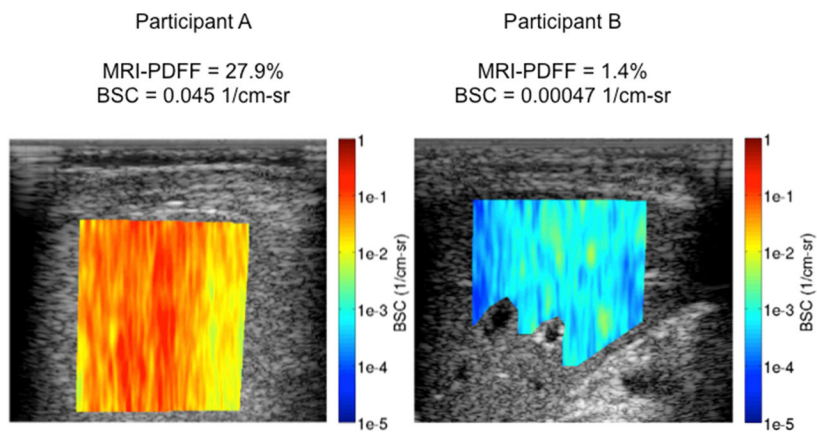 Participant A
MRI-PDFF = 27.9%
BSC = 0.045 1/cm-sr
1
1e-1
1e-2
1e-3
1e-4
1e-5
BSC (1/cm-sr)
Participant B
MRI-PDFF = 1.4%
BSC = 0.00047 1/cm-sr
1
1e-1
1e-2
1e-3
1e-4
1e-5
BSC (1/cm-sr)